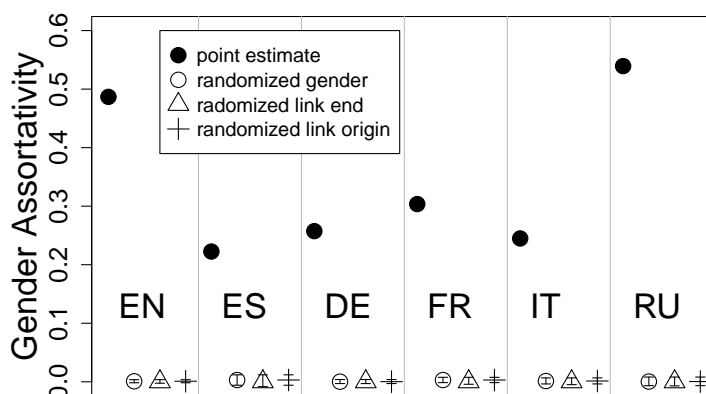 Gender Assortativity
0.6
0.5
0.4
0.3
0.2
0.1
0.0
point estimate
randomized gender
radomized link end
randomized link origin
EN ES DE FR IT RU